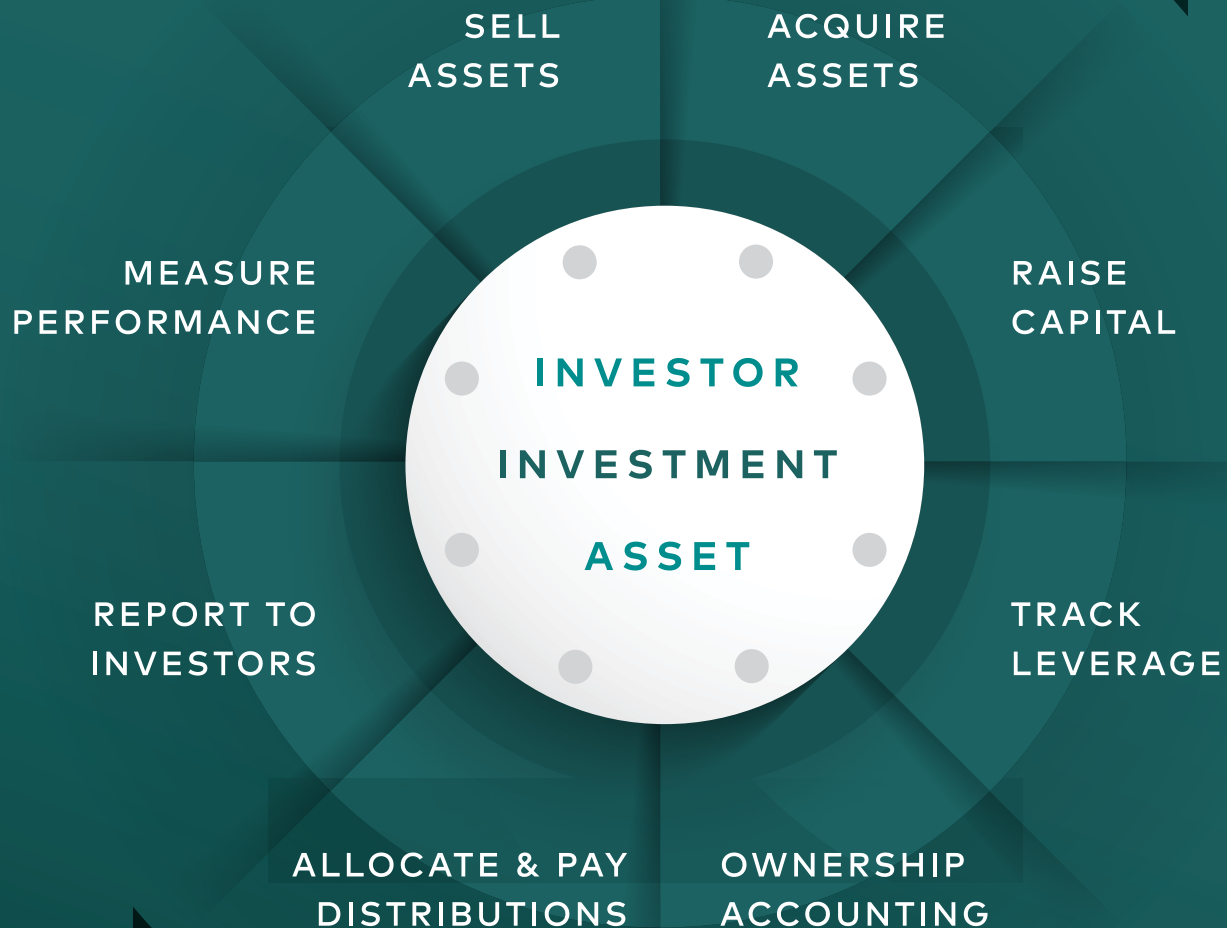 SELL
ASSETS
ACQUIRE
ASSETS
MEASURE
PERFORMANCE
RAISE
CAPITAL
INVESTOR
INVESTMENT
ASSET
REPORT TO
INVESTORS
TRACK
LEVERAGE
ALLOCATE & PAY
DISTRIBUTIONS
OWNERSHIP
ACCOUNTING